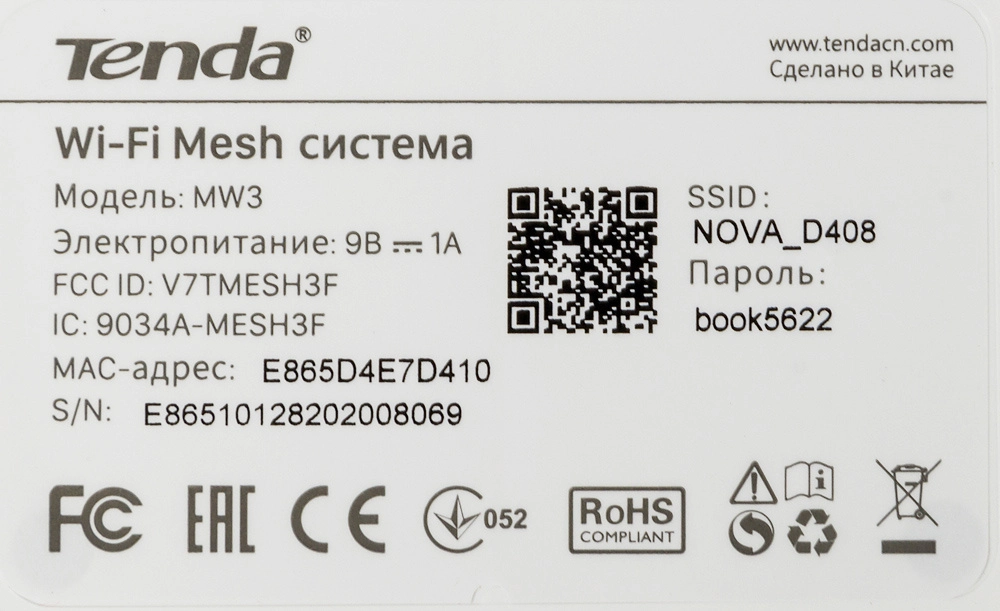 Tenda®
www.tendacn.com
Сделано в Китае
Wi-Fi Mesh система
Модель: MW3
Электропитание: 9В ⎓ 1А
FCC ID: V7TMESH3F
IC: 9034A-MESH3F
MAC-адрес: E865D4E7D410
S/N: E86510128202008069
SSID:
NOVA_D408
Пароль:
book5622
FC EAC CE 052 RoHS
COMPLIANT